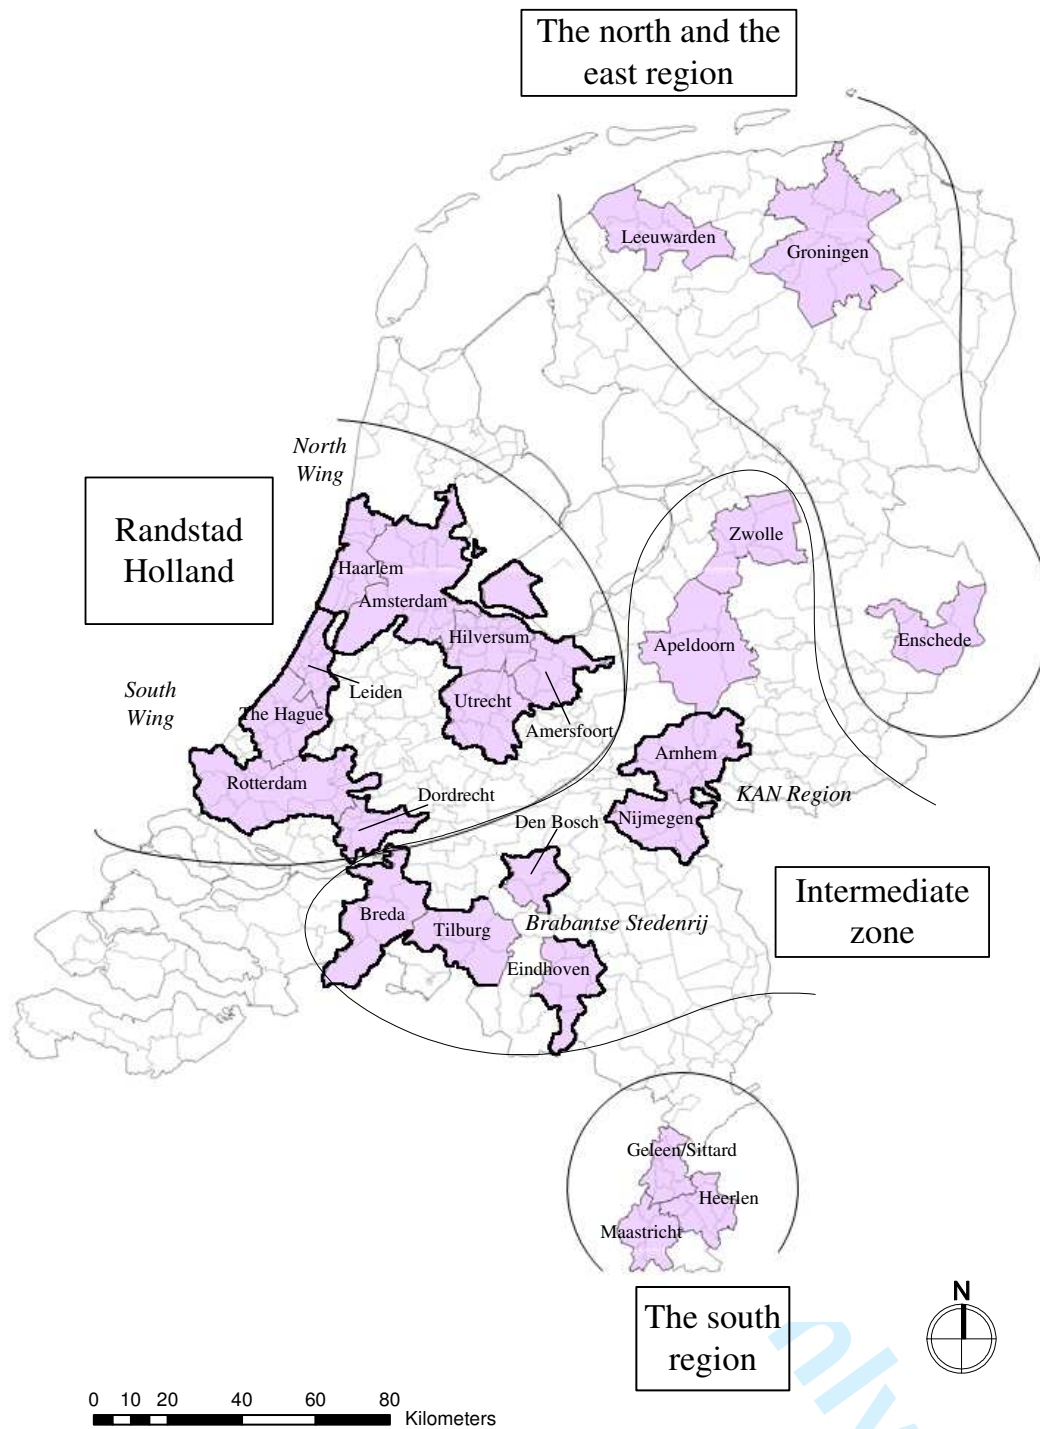 The north and the
east region
Leeuwarden
Groningen
North
Wing
Randstad
Holland
Zwolle
Haarlem
Amsterdam
Hilversum
Apeldoorn
Enschede
South
Wing
Leiden
Utrecht
The Hague
Amersfoort
Arnhem
Rotterdam
Dordrecht
KAN Region
Den Bosch
Nijmegen
Intermediate
zone
Breda
Tilburg
Brabantse Stedenrij
Eindhoven
Geleen/Sittard
Heerlen
Maastricht
The south
region
N
nly
0 10 20 40 60 80
Kilometers